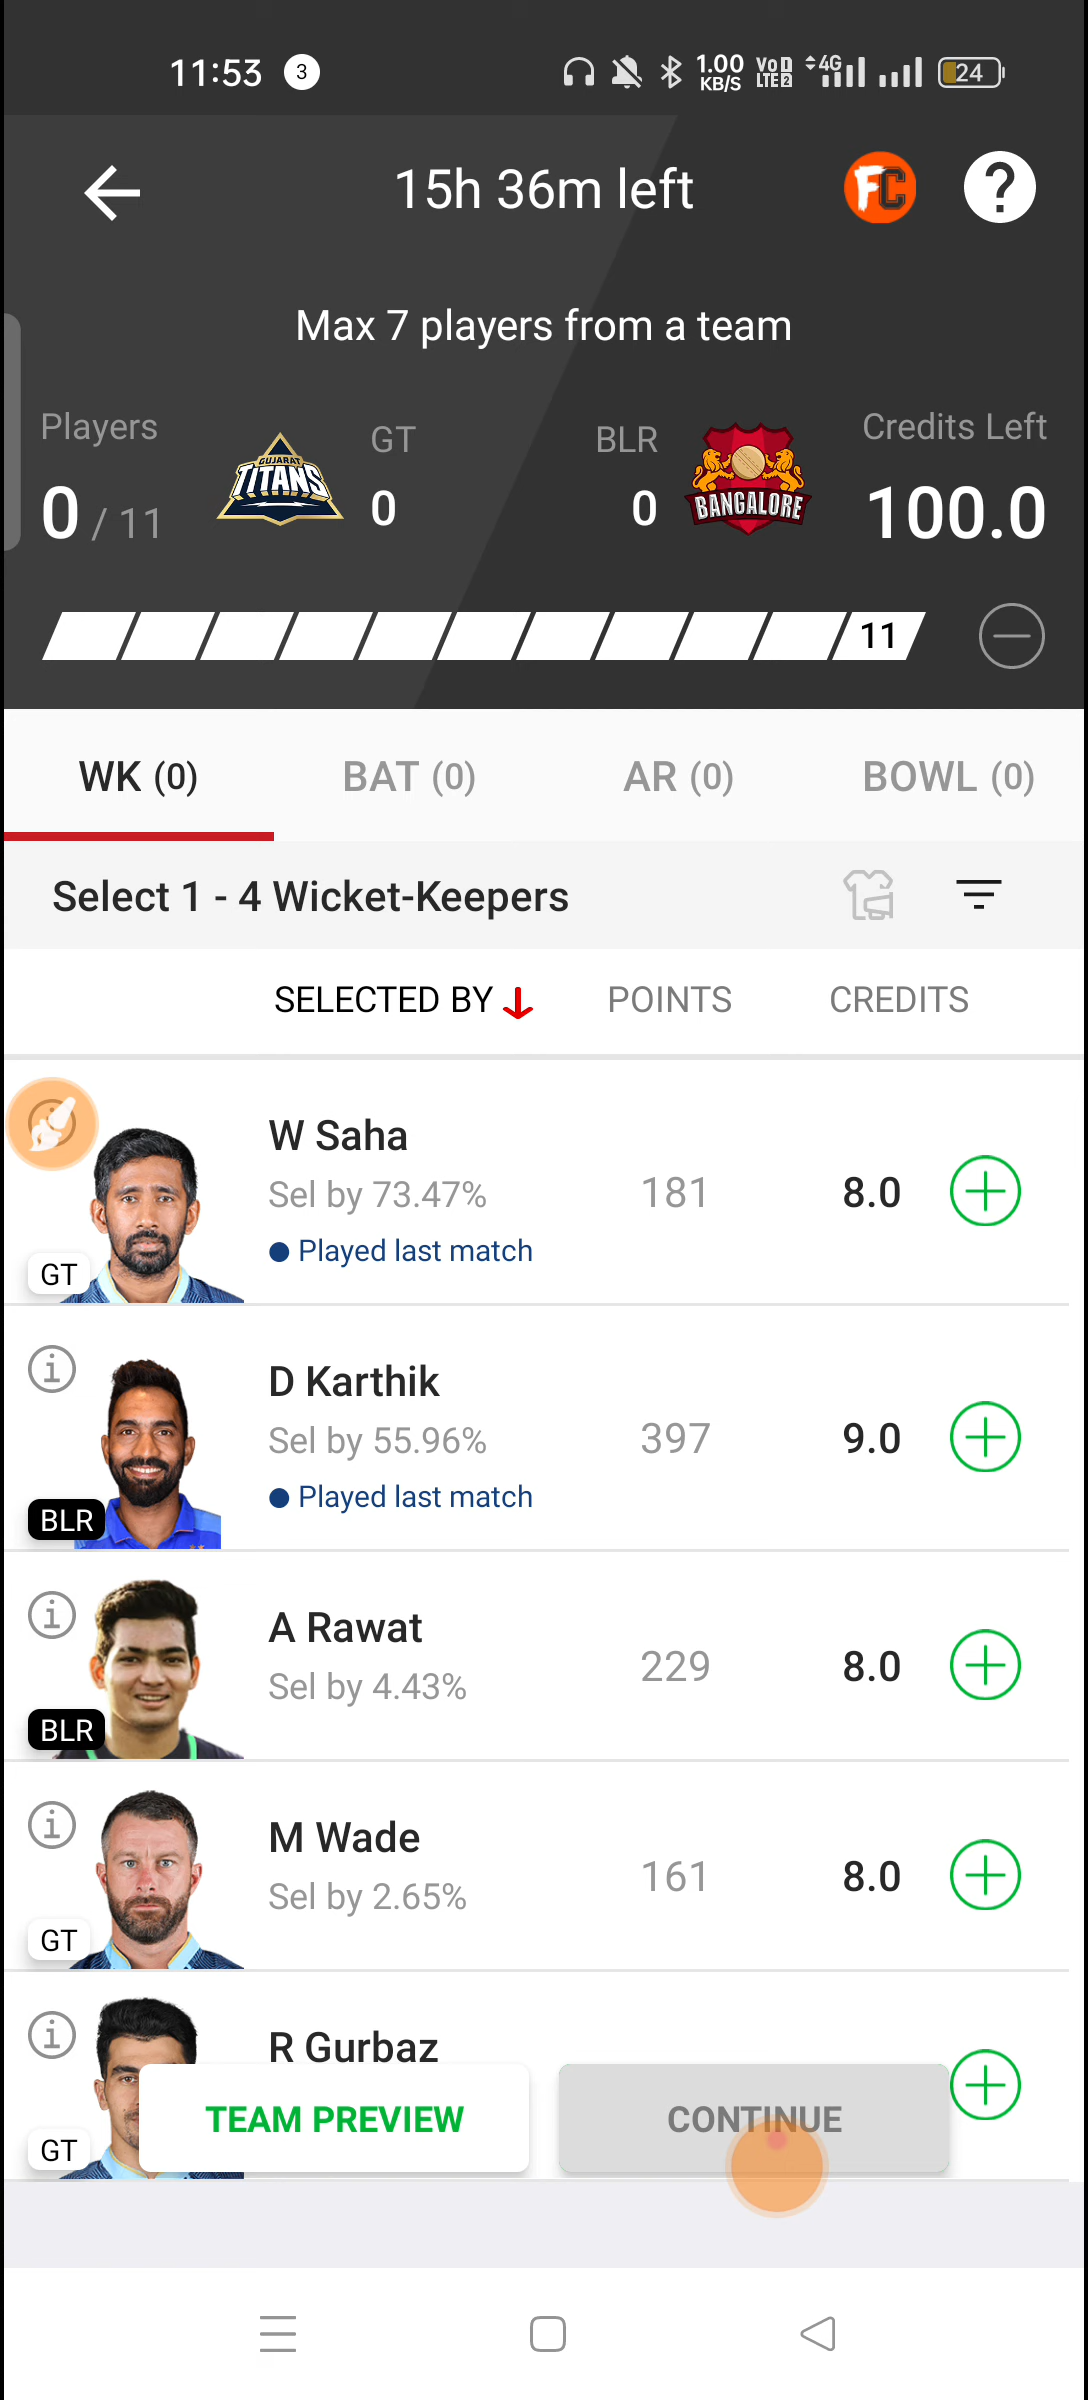 11:53 3 1.00 KB/S VoD LTE2 4G 24
15h 36m left FC ?
Max 7 players from a team
Players GT BLR Credits Left
GUJARAT TITANS BANGALORE
0 / 11 0 0 100.0
11
WK (0) BAT (0) AR (0) BOWL (0)
Select 1 - 4 Wicket-Keepers
SELECTED BY POINTS CREDITS
W Saha
Sel by 73.47% 181 8.0
Played last match
GT
D Karthik
Sel by 55.96% 397 9.0
Played last match
BLR
A Rawat
Sel by 4.43% 229 8.0
BLR
M Wade
Sel by 2.65% 161 8.0
GT
R Gurbaz
TEAM PREVIEW CONTINUE
GT